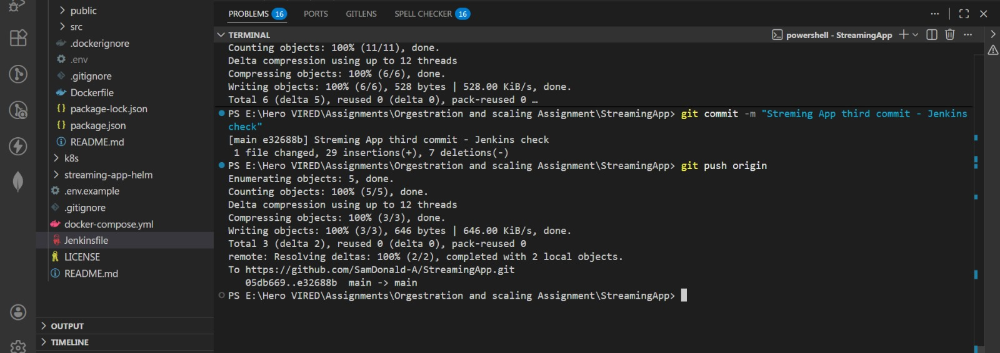 public
src
.dockerignore
.env
.gitignore
Dockerfile
package-lock.json
package.json
README.md
k8s
streaming-app-helm
.env.example
.gitignore
docker-compose.yml
Jenkinsfile
LICENSE
README.md
OUTPUT
TIMELINE
PROBLEMS 16 PORTS GITLENS SPELL CHECKER 16
TERMINAL powershell - StreamingApp
Counting objects: 100% (11/11), done.
Delta compression using up to 12 threads
Compressing objects: 100% (6/6), done.
Writing objects: 100% (6/6), 528 bytes | 528.00 KiB/s, done.
Total 6 (delta 5), reused 0 (delta 0), pack-reused 0 …
PS E:\Hero VIRED\Assignments\Orgestration and scaling Assignment\StreamingApp> git commit -m "Streming App third commit - Jenkins
check"
[main e32688b] Streming App third commit - Jenkins check
1 file changed, 29 insertions(+), 7 deletions(-)
PS E:\Hero VIRED\Assignments\Orgestration and scaling Assignment\StreamingApp> git push origin
Enumerating objects: 5, done.
Counting objects: 100% (5/5), done.
Delta compression using up to 12 threads
Compressing objects: 100% (3/3), done.
Writing objects: 100% (3/3), 646 bytes | 646.00 KiB/s, done.
Total 3 (delta 2), reused 0 (delta 0), pack-reused 0
remote: Resolving deltas: 100% (2/2), completed with 2 local objects.
To https://github.com/SamDonald-A/StreamingApp.git
05db669..e32688b  main -> main
PS E:\Hero VIRED\Assignments\Orgestration and scaling Assignment\StreamingApp>